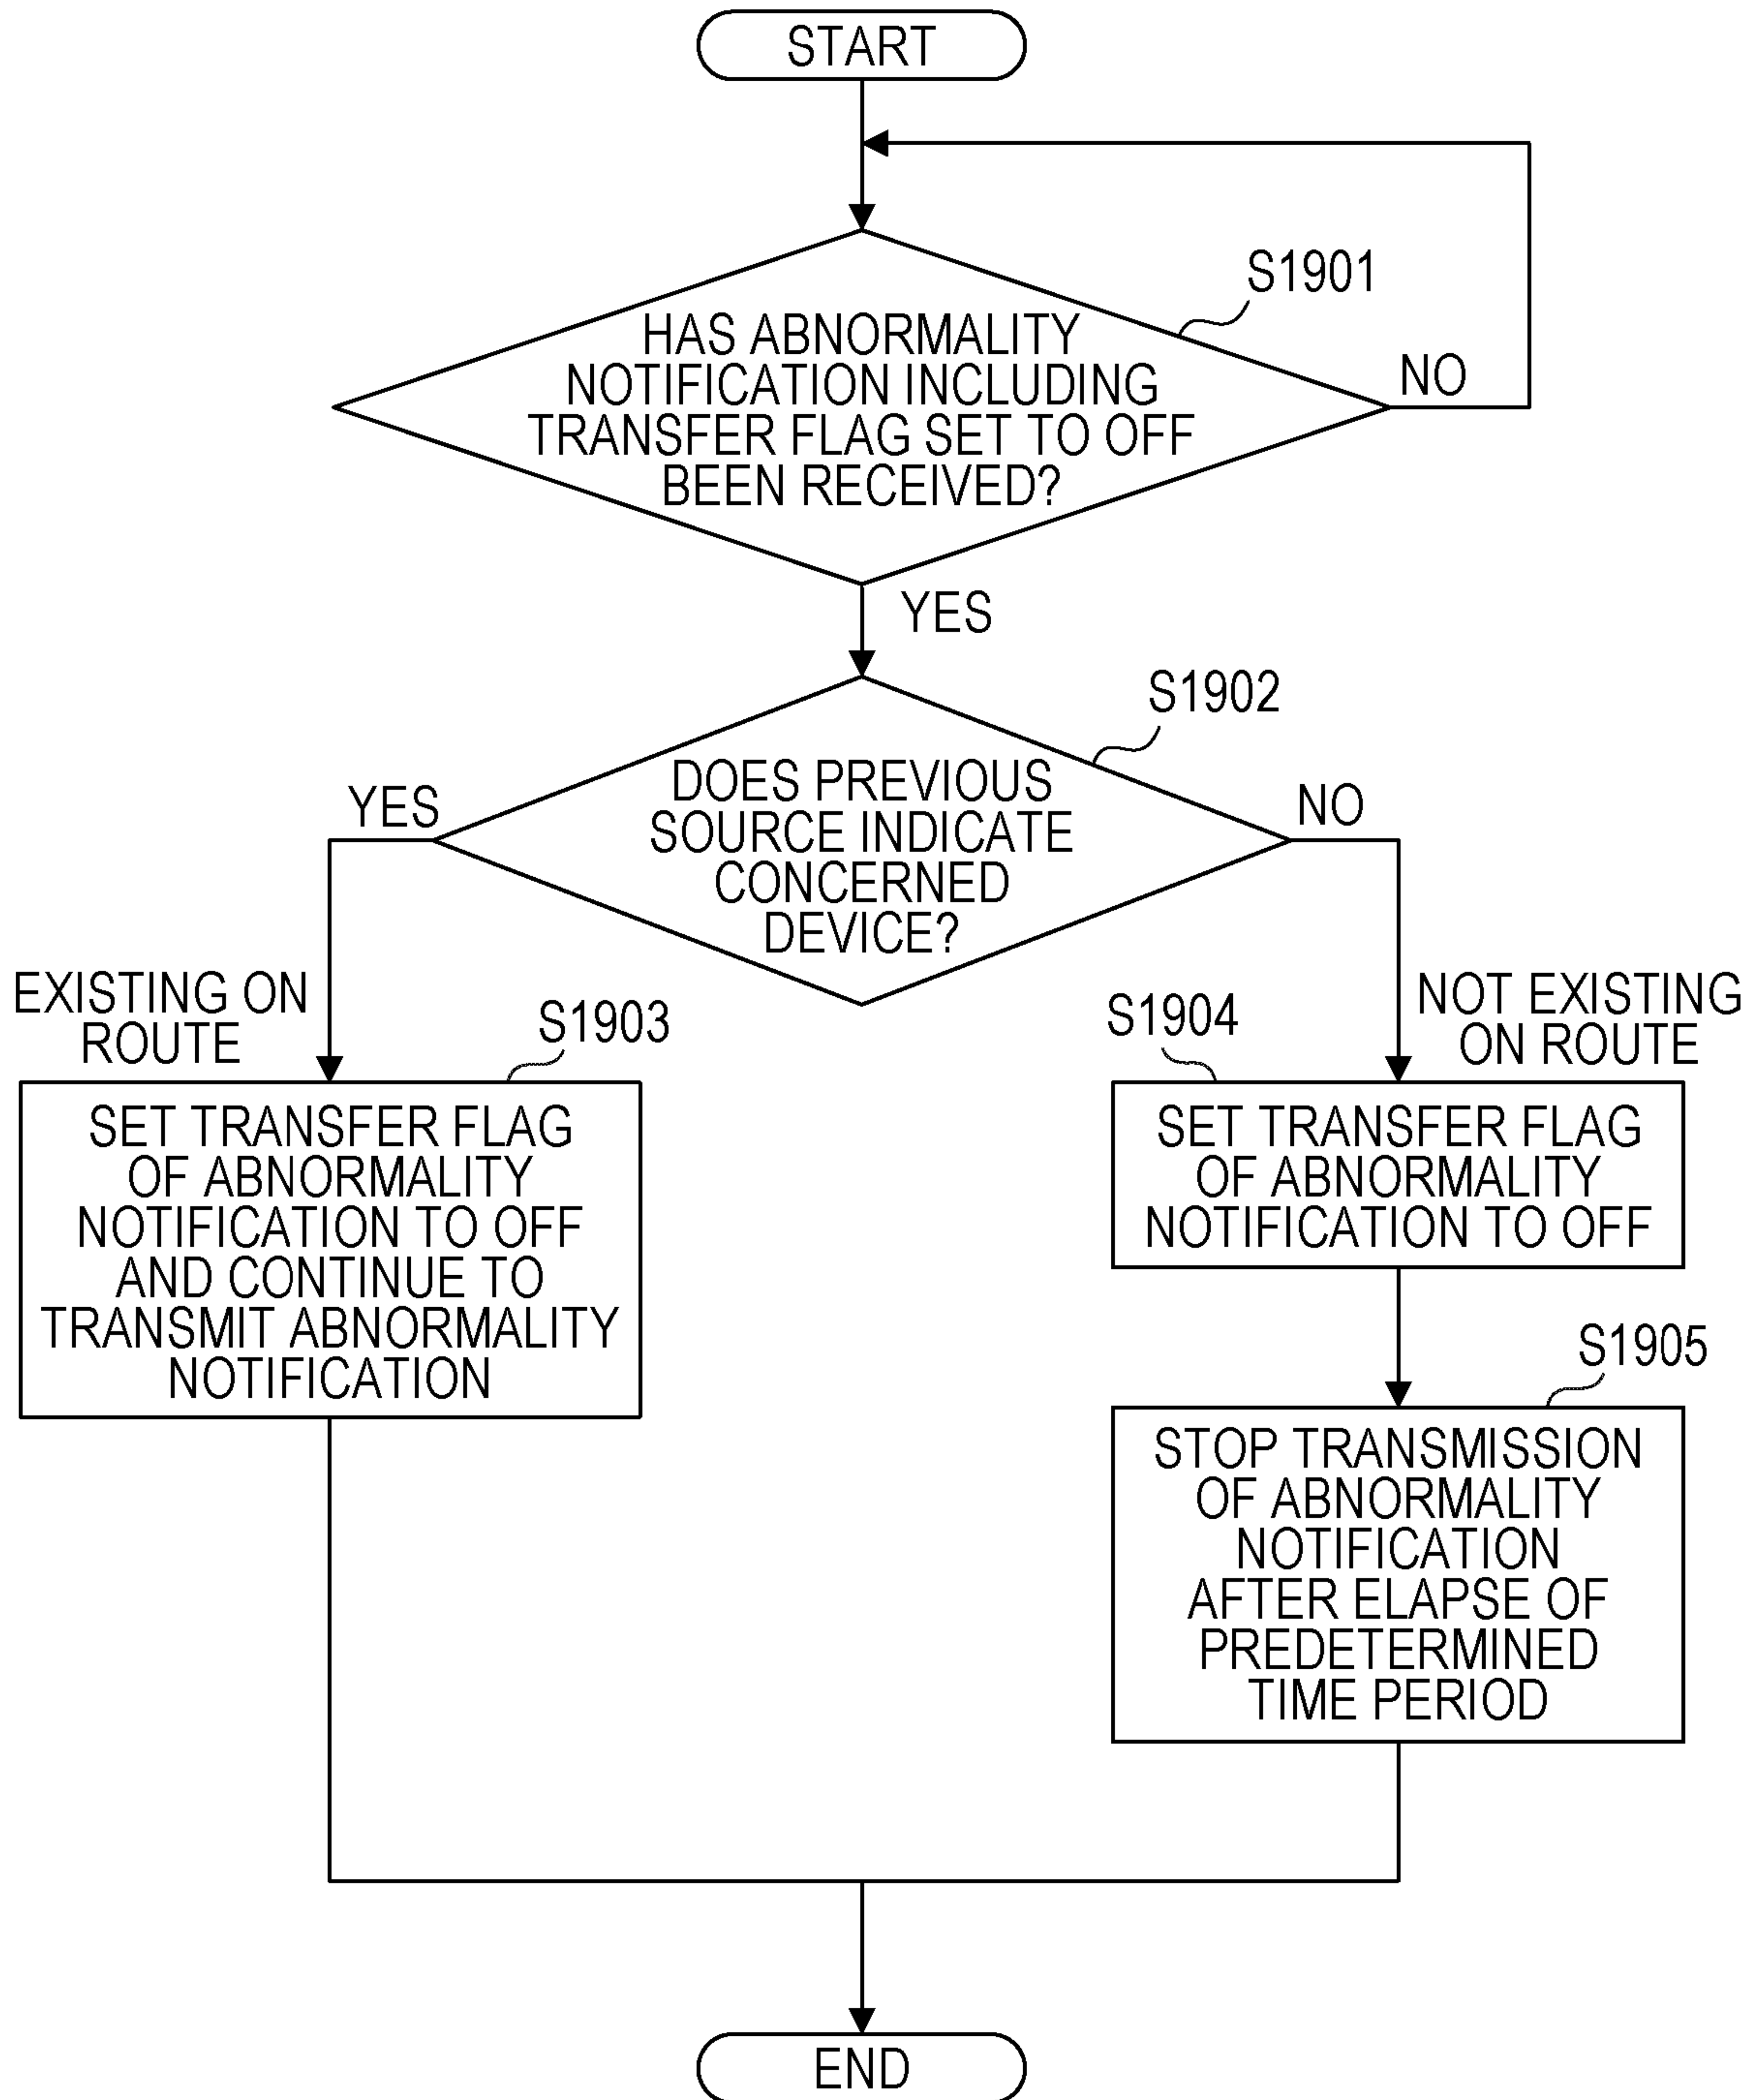 START
S1901
HAS ABNORMALITY
NOTIFICATION INCLUDING
TRANSFER FLAG SET TO OFF
BEEN RECEIVED?
NO
YES
S1902
DOES PREVIOUS
SOURCE INDICATE
CONCERNED
DEVICE?
YES
NO
EXISTING ON
ROUTE
S1903
SET TRANSFER FLAG
OF ABNORMALITY
NOTIFICATION TO OFF
AND CONTINUE TO
TRANSMIT ABNORMALITY
NOTIFICATION
NOT EXISTING
ON ROUTE
S1904
SET TRANSFER FLAG
OF ABNORMALITY
NOTIFICATION TO OFF
S1905
STOP TRANSMISSION
OF ABNORMALITY
NOTIFICATION
AFTER ELAPSE OF
PREDETERMINED
TIME PERIOD
END